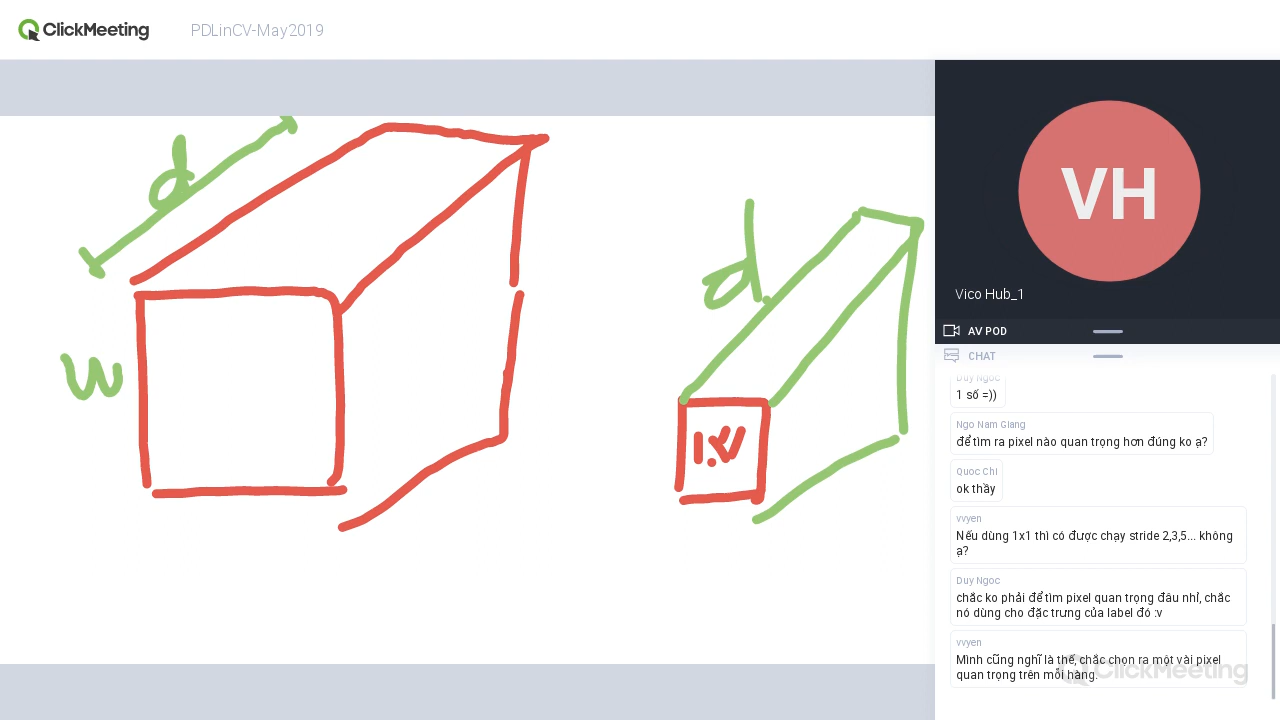 ClickMeeting
PDLinCV-May2019
d
w
d
VH
Vico Hub_1
AV POD
CHAT
Duy Ngoc
1 số =))
Ngo Nam Giang
để tìm ra pixel nào quan trọng hơn đúng ko ạ?
Quoc Chi
ok thầy
vvyen
Nếu dùng 1x1 thì có được chạy stride 2,3,5... không
ạ?
Duy Ngoc
chắc ko phải để tìm pixel quan trọng đâu nhỉ, chắc
nó dùng cho đặc trưng của label đó :v
vvyen
Mình cũng nghĩ là thế, chắc chọn ra một vài pixel
quan trọng trên mỗi hàng.
ClickMeeting